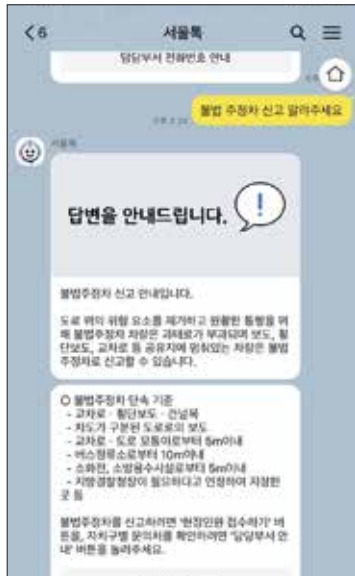 6 서울톡
담당부서 전화번호 안내
불법 주정차 신고 알려주세요
서울톡
답변을 안내드립니다.
불법주정차 신고 안내입니다.
도로 위의 위험 요소를 제거하고 원활한 통행을 위
해 불법주정차 차량은 과태료가 부과되며 보도, 횡
단보도, 교차로 등 공유지에 멈춰있는 차량은 불법
주정차로 신고할 수 있습니다.
○ 불법주정차 단속 기준
- 교차로 · 횡단보도 · 건널목
- 차도가 구분된 도로의 보도
- 교차로 · 도로 모퉁이로부터 5m이내
- 버스정류소로부터 10m이내
- 소화전, 소방용수시설로부터 5m이내
- 지방경찰청장이 필요하다고 인정하여 지정한
곳 등
불법주정차를 신고하려면 '현장민원 접수하기' 버
튼을, 자치구별 문의처를 확인하려면 '담당부서 안
내' 버튼을 눌러주세요.